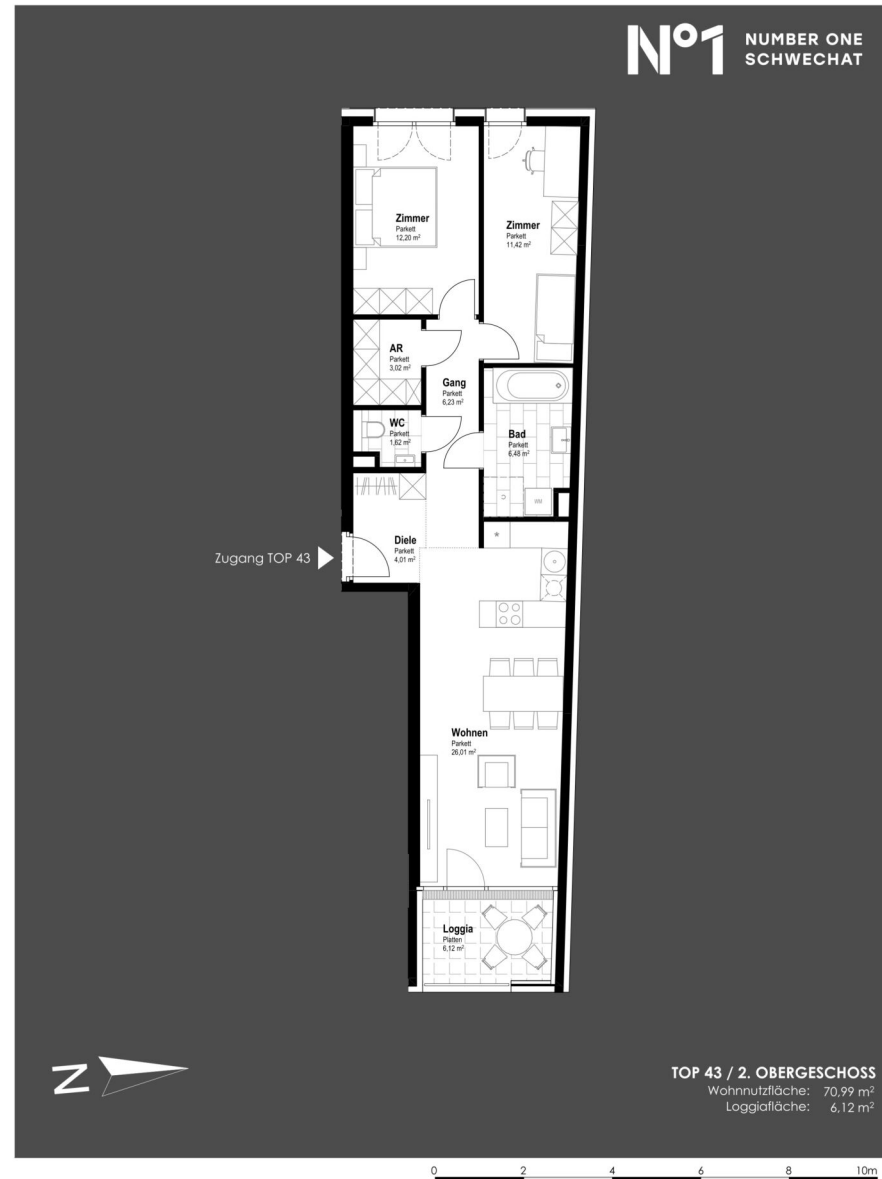 Nº1
NUMBER ONE
SCHWECHAT
Zimmer
Parkett
12,20 m²
Zimmer
Parkett
11,42 m²
AR
Parkett
3,02 m²
Gang
Parkett
6,23 m²
WC
Parkett
1,62 m²
Bad
Parkett
6,48 m²
WM
Diele
Parkett
4,01 m²
*
Zugang TOP 43
Wohnen
Parkett
26,01 m²
Loggia
Platten
6,12 m²
N
TOP 43 / 2. OBERGESCHOSS
Wohnnutzfläche: 70,99 m²
Loggiafläche: 6,12 m²
0 2 4 6 8 10m